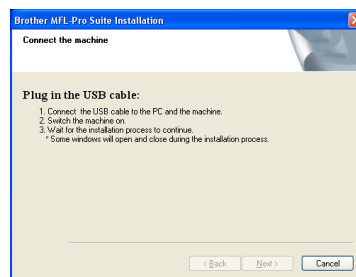 Brother MFL-Pro Suite Installation
Connect the machine
Plug in the USB cable:
1. Connect the USB cable to the PC and the machine.
2. Switch the machine on.
3. Wait for the installation process to continue.
* Some windows will open and close during the installation process.
< Back Next > Cancel